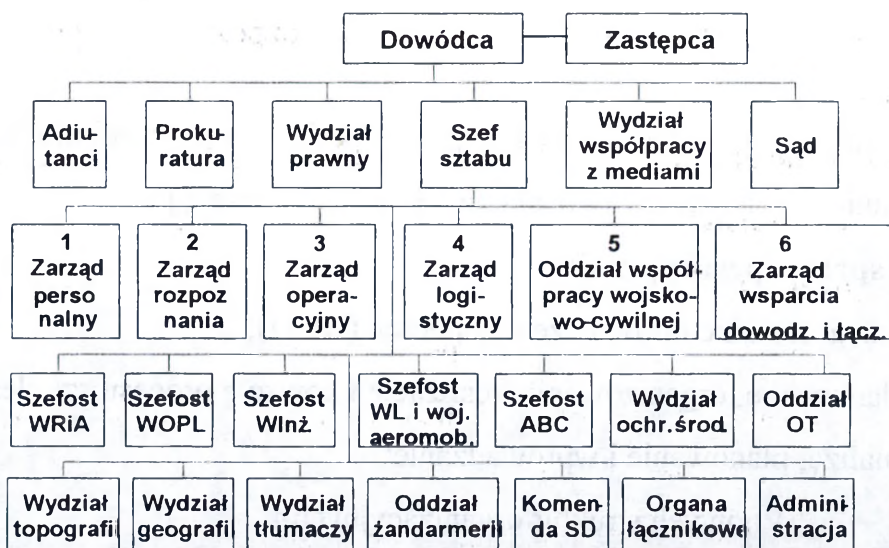 Dowódca
Zastępca
Adiu-
tanci
Proku-
ratura
Wydział
prawny
Szef
sztabu
Wydział
współpracy
z mediami
Sąd
1
Zarząd
perso
nalny
2
Zarząd
rozpoz
nania
3
Zarząd
opera-
cyjny
4
Zarząd
logi-
styczny
5
Oddział współ-
pracy wojsko-
wo-cywilnej
6
Zarząd
wsparcia
dowodz. i łącz.
Szefost
WRiA
Szefost
WOPL
Szefost
WInż
Szefost
WL i woj.
aeromob.
Szefost
ABC
Wydział
ochr.środ.
Oddział
OT
Wydział
topografii
Wydział
geografii
Wydział
tłumaczy
Oddział
żandarmerii
Komen-
da SD
Organa
łącznikowe
Admini-
stracja